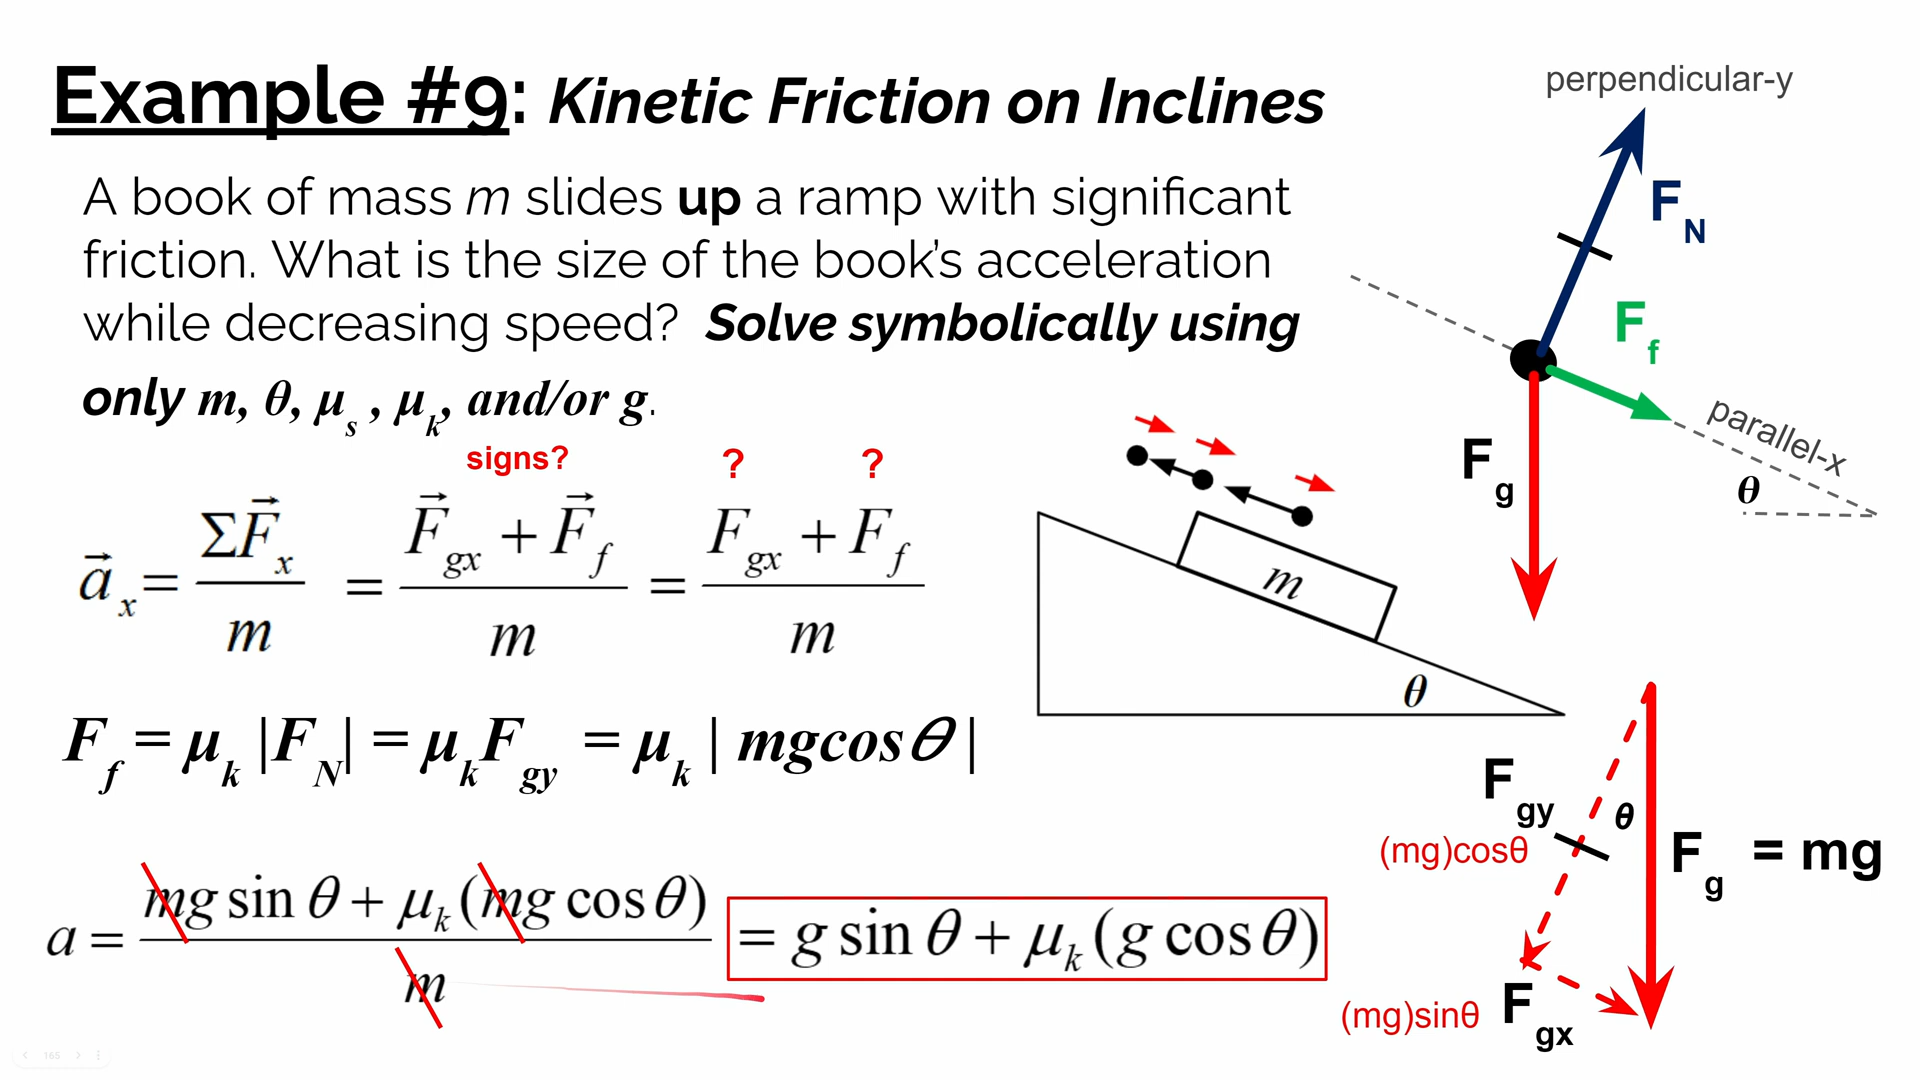 Example #9: Kinetic Friction on Inclines
A book of mass m slides up a ramp with significant
friction. What is the size of the book's acceleration
while decreasing speed? Solve symbolically using
only m, θ, μs, μk, and/or g.
signs? ? ?
a⃗x = ΣF⃗x / m = F⃗gx + F⃗f / m = Fgx + Ff / m
Ff = μk |FN| = μkFgy = μk | mgcosθ |
a = mg sin θ + μk (mg cos θ) / m = g sin θ + μk (g cos θ)
perpendicular-y
FN
Ff
parallel-x
Fg
θ
m
θ
Fgy
θ
(mg)cosθ
Fg = mg
(mg)sinθ
Fgx
165